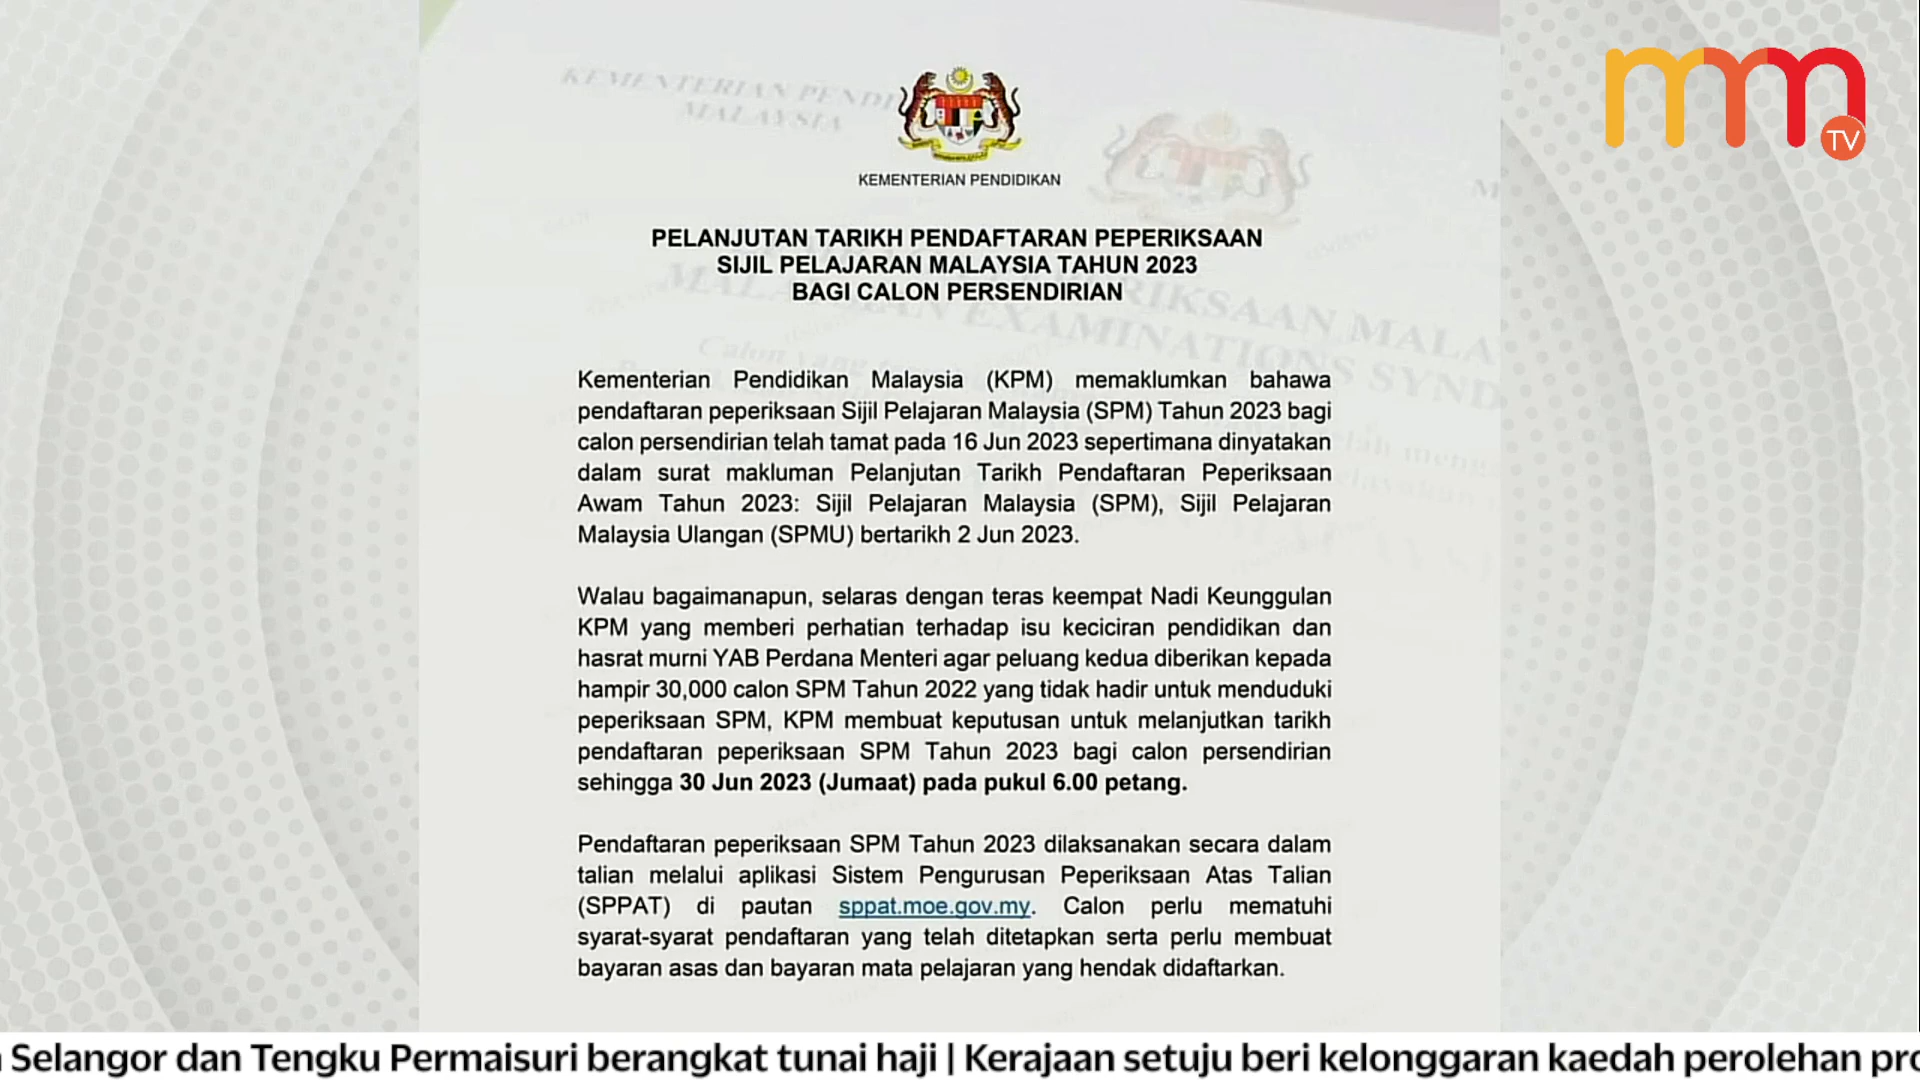 mm
TV
KEMENTERIAN PENDI
MALAYSIA
KEMENTERIAN PENDIDIKAN
PELANJUTAN TARIKH PENDAFTARAN PEPERIKSAAN
SIJIL PELAJARAN MALAYSIA TAHUN 2023
BAGI CALON PERSENDIRIAN
Kementerian Pendidikan Malaysia (KPM) memaklumkan bahawa
pendaftaran peperiksaan Sijil Pelajaran Malaysia (SPM) Tahun 2023 bagi
calon persendirian telah tamat pada 16 Jun 2023 sepertimana dinyatakan
dalam surat makluman Pelanjutan Tarikh Pendaftaran Peperiksaan
Awam Tahun 2023: Sijil Pelajaran Malaysia (SPM), Sijil Pelajaran
Malaysia Ulangan (SPMU) bertarikh 2 Jun 2023.
Walau bagaimanapun, selaras dengan teras keempat Nadi Keunggulan
KPM yang memberi perhatian terhadap isu keciciran pendidikan dan
hasrat murni YAB Perdana Menteri agar peluang kedua diberikan kepada
hampir 30,000 calon SPM Tahun 2022 yang tidak hadir untuk menduduki
peperiksaan SPM, KPM membuat keputusan untuk melanjutkan tarikh
pendaftaran peperiksaan SPM Tahun 2023 bagi calon persendirian
sehingga 30 Jun 2023 (Jumaat) pada pukul 6.00 petang.
Pendaftaran peperiksaan SPM Tahun 2023 dilaksanakan secara dalam
talian melalui aplikasi Sistem Pengurusan Peperiksaan Atas Talian
(SPPAT) di pautan sppat.moe.gov.my. Calon perlu mematuhi
syarat-syarat pendaftaran yang telah ditetapkan serta perlu membuat
bayaran asas dan bayaran mata pelajaran yang hendak didaftarkan.
Selangor dan Tengku Permaisuri berangkat tunai haji | Kerajaan setuju beri kelonggaran kaedah perolehan pro